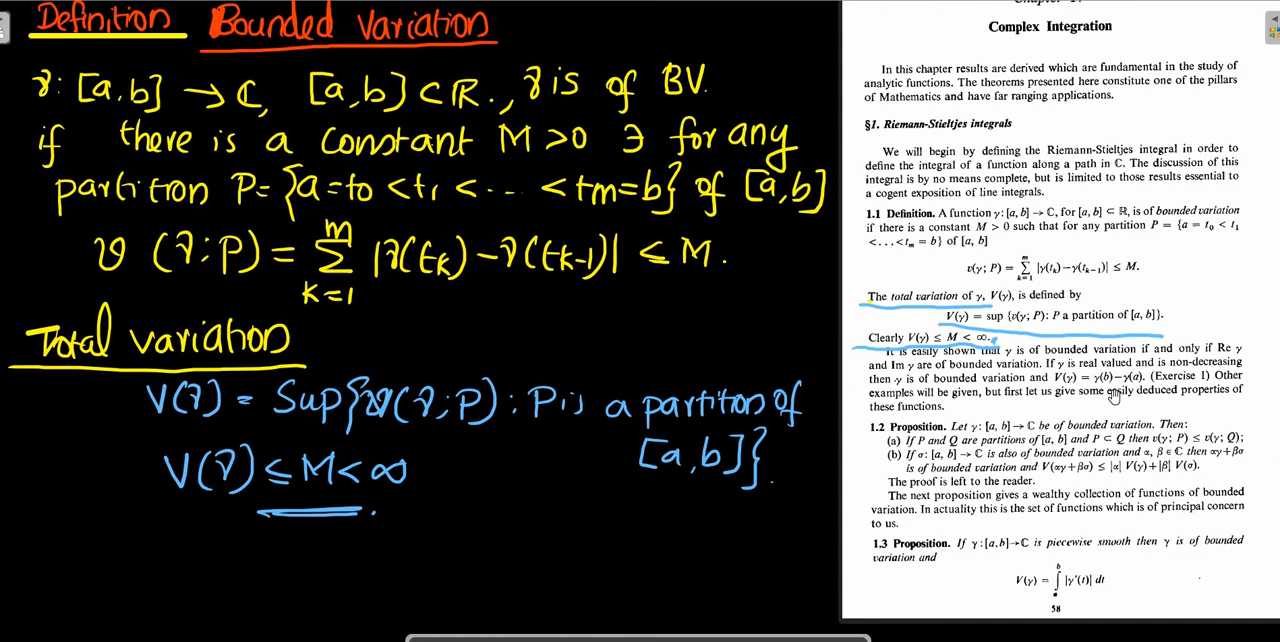 Definition Bounded Variation
γ: [a,b] → ℂ, [a,b] ⊂ ℝ., γ is of BV.
if there is a constant M > 0 ∋ for any
partition P = {a = t0 < t1 < ... < tm = b} of [a,b]
v (γ; P) = ∑_{k=1}^{m} |γ(tk) − γ(tk-1)| ≤ M.
Total variation
V(γ) = Sup{v(γ; P) : P is a partition of
[a,b]}.
V(γ) ≤ M < ∞
Complex Integration
In this chapter results are derived which are fundamental in the study of
analytic functions. The theorems presented here constitute one of the pillars
of Mathematics and have far ranging applications.
§1. Riemann-Stieltjes integrals
We will begin by defining the Riemann-Stieltjes integral in order to
define the integral of a function along a path in ℂ. The discussion of this
integral is by no means complete, but is limited to those results essential to
a cogent exposition of line integrals.
1.1 Definition. A function γ: [a, b] → ℂ, for [a, b] ⊂ ℝ, is of bounded variation
if there is a constant M > 0 such that for any partition P = {a = t₀ < t₁
<...<tₘ = b} of [a, b]
v(γ; P) = ∑_{k=1}^{m} |γ(tₖ)−γ(tₖ₋₁)| ≤ M.
The total variation of γ, V(γ), is defined by
V(γ) = sup {v(γ; P): P a partition of [a, b]}.
Clearly V(γ) ≤ M < ∞.
It is easily shown that γ is of bounded variation if and only if Re γ
and Im γ are of bounded variation. If γ is real valued and is non-decreasing
then γ is of bounded variation and V(γ) = γ(b)−γ(a). (Exercise 1) Other
examples will be given, but first let us give some easily deduced properties of
these functions.
1.2 Proposition. Let γ: [a, b] → ℂ be of bounded variation. Then:
(a) If P and Q are partitions of [a, b] and P ⊂ Q then v(γ; P) ≤ v(γ; Q);
(b) If σ: [a, b] → ℂ is also of bounded variation and α, β ∈ ℂ then αγ+βσ
is of bounded variation and V(αγ+βσ) ≤ |α| V(γ)+|β| V(σ).
The proof is left to the reader.
The next proposition gives a wealthy collection of functions of bounded
variation. In actuality this is the set of functions which is of principal concern
to us.
1.3 Proposition. If γ: [a, b] → ℂ is piecewise smooth then γ is of bounded
variation and
V(γ) = ∫_{a}^{b} |γ′(t)| dt
58